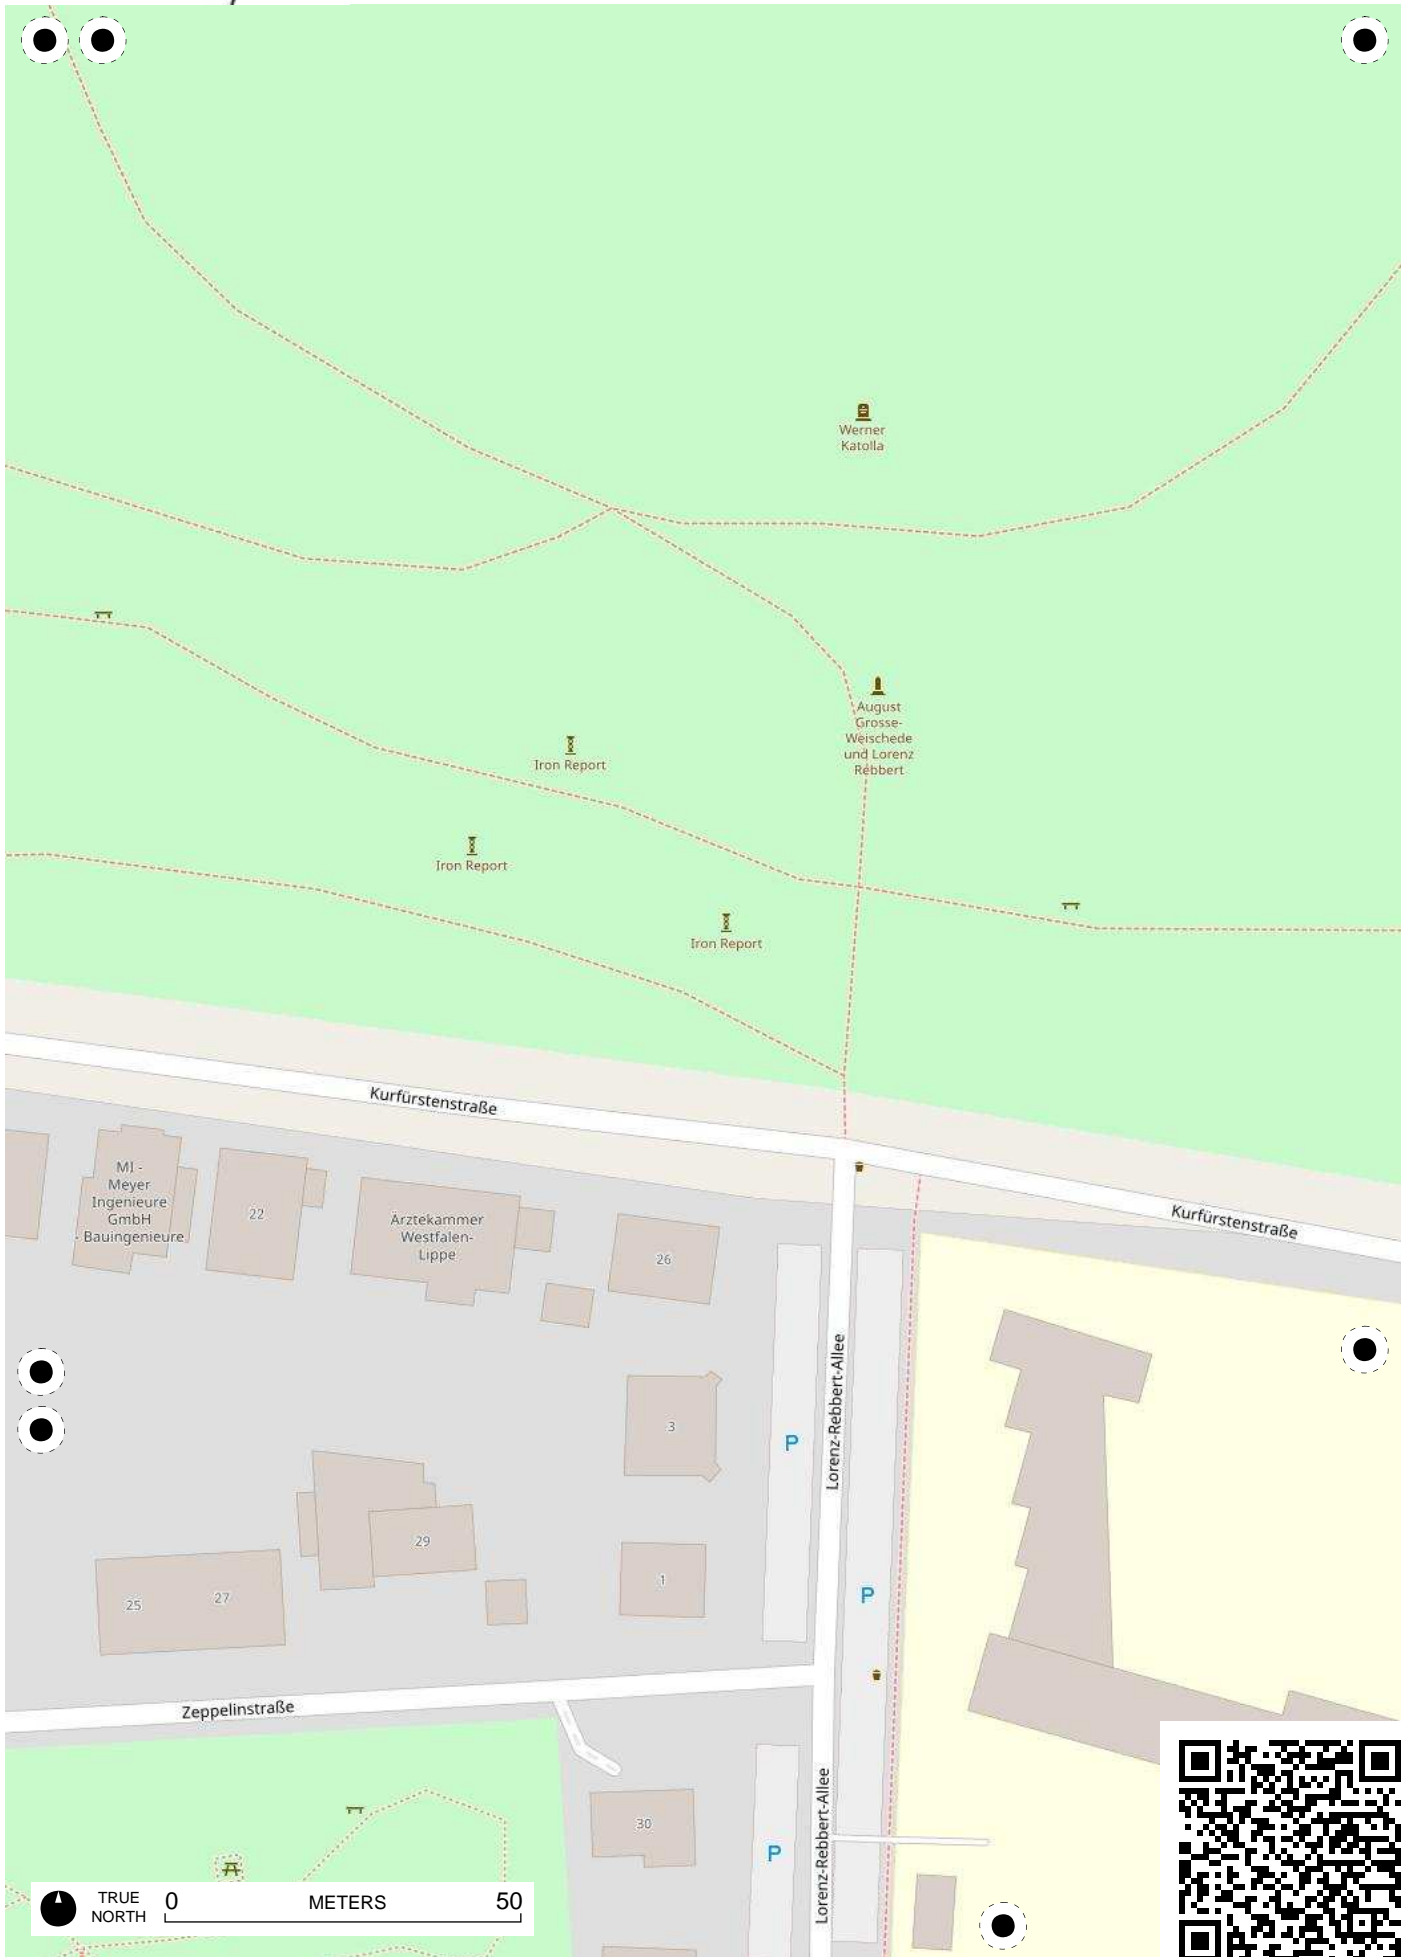 Werner
Katolla
August
Grosse-
Weischede
und Lorenz
Rebbert
Iron Report
Iron Report
Iron Report
Kurfürstenstraße
MI -
Meyer
Ingenieure
GmbH
- Bauingenieure
22
Ärztekammer
Westfalen-
Lippe
26
Kurfürstenstraße
Lorenz-Rebbert-Allee
3
P
29
1
25
27
P
Zeppelinstraße
Lorenz-Rebbert-Allee
30
P
TRUE
NORTH
0
METERS
50